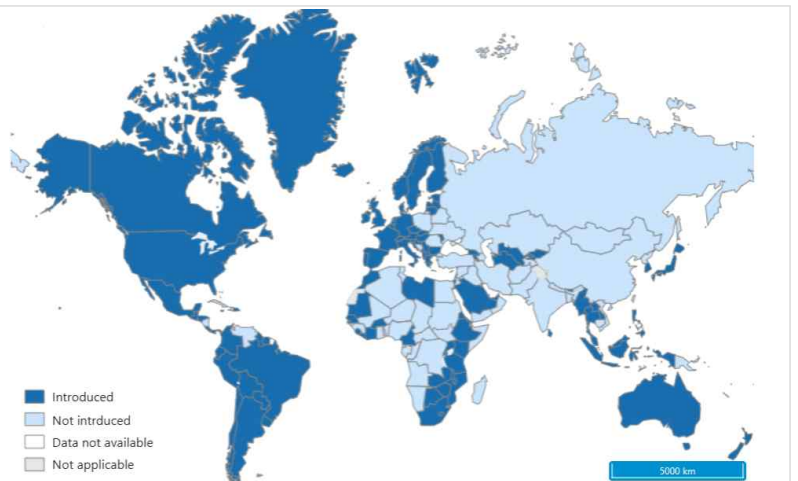 Introduced
Not intrduced
Data not available
Not applicable
5000 km